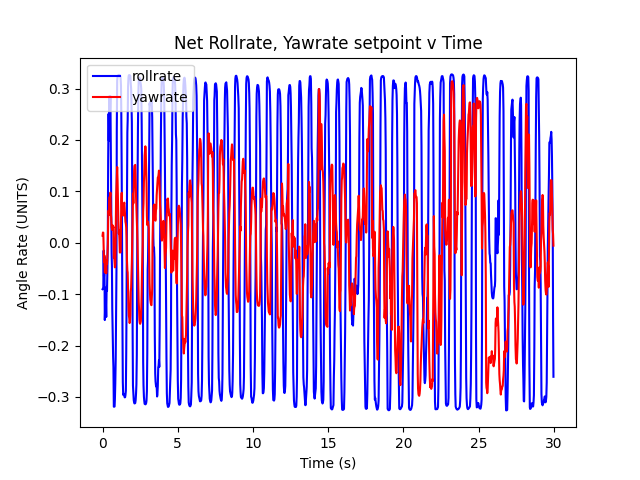 Net Rollrate, Yawrate setpoint v Time
rollrate
yawrate
0.3
0.2
0.1
0.0
−0.1
−0.2
−0.3
Angle Rate (UNITS)
0 5 10 15 20 25 30
Time (s)